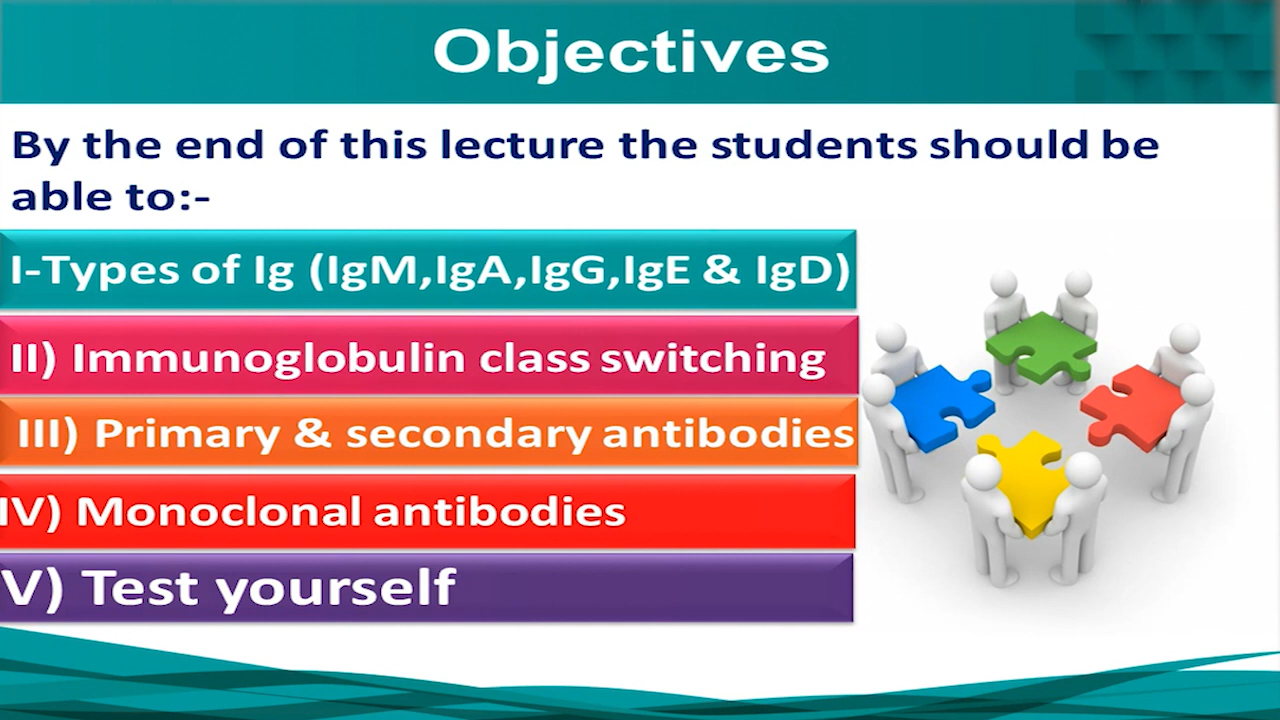 Objectives
By the end of this lecture the students should be
able to:-
I-Types of Ig (IgM,IgA,IgG,IgE & IgD)
II) Immunoglobulin class switching
III) Primary & secondary antibodies
IV) Monoclonal antibodies
V) Test yourself